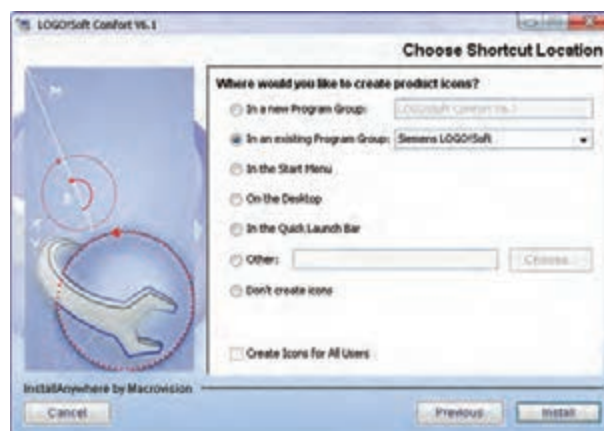 LOGO!Soft Comfort V6.1
Choose Shortcut Location
Where would you like to create product icons?
In a new Program Group: LOGO!Soft Comfort V6.1
In an existing Program Group: Siemens LOGO!Soft
In the Start Menu
On the Desktop
In the Quick Launch Bar
Other: Choose...
Don't create icons
Create Icons for All Users
InstallAnywhere by Macrovision
Cancel Previous Install